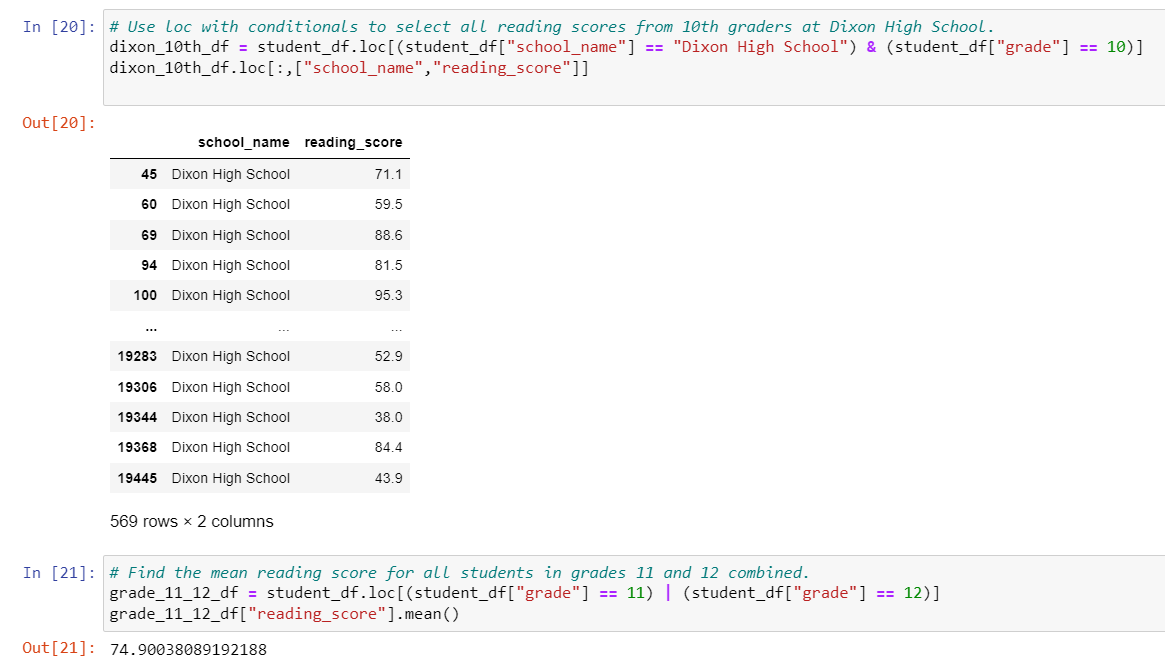 In [20]: # Use loc with conditionals to select all reading scores from 10th graders at Dixon High School.
dixon_10th_df = student_df.loc[(student_df["school_name"] == "Dixon High School") & (student_df["grade"] == 10)]
dixon_10th_df.loc[:,["school_name","reading_score"]]
Out[20]:
school_name reading_score
45 Dixon High School 71.1
60 Dixon High School 59.5
69 Dixon High School 88.6
94 Dixon High School 81.5
100 Dixon High School 95.3
... ... ...
19283 Dixon High School 52.9
19306 Dixon High School 58.0
19344 Dixon High School 38.0
19368 Dixon High School 84.4
19445 Dixon High School 43.9
569 rows × 2 columns
In [21]: # Find the mean reading score for all students in grades 11 and 12 combined.
grade_11_12_df = student_df.loc[(student_df["grade"] == 11) | (student_df["grade"] == 12)]
grade_11_12_df["reading_score"].mean()
Out[21]: 74.90038089192188